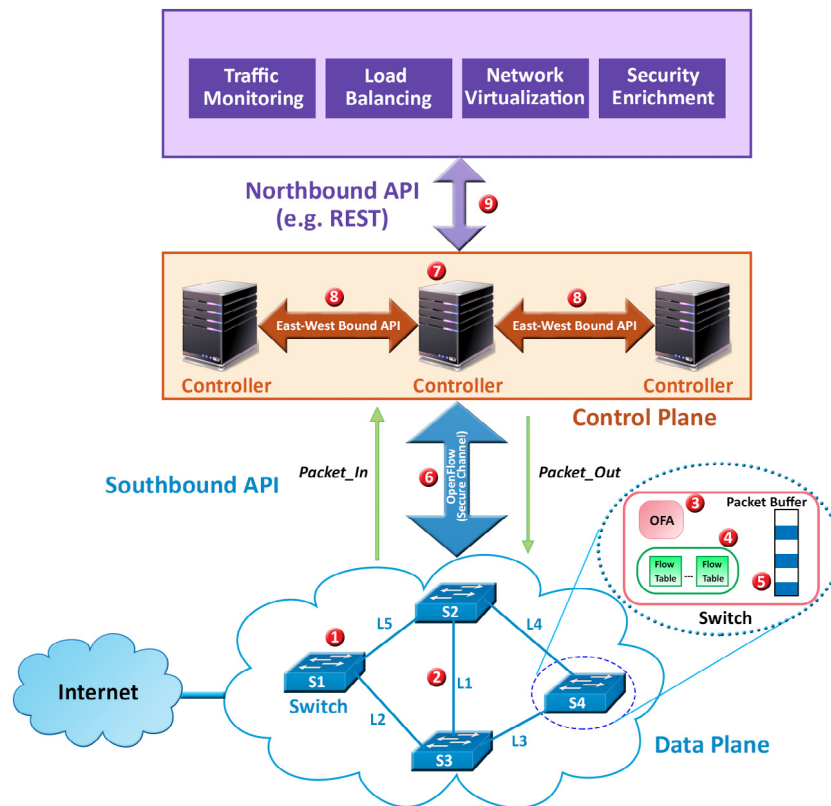 Traffic
Monitoring
Load
Balancing
Network
Virtualization
Security
Enrichment
Northbound API
(e.g. REST)
9
7
8
8
East-West Bound API
East-West Bound API
Controller
Controller
Controller
Control Plane
Packet_In
6
OpenFlow
(Secure Channel)
Packet_Out
Southbound API
Packet Buffer
3
OFA
4
Flow
Table
---
Flow
Table
5
Switch
S2
L5
L4
1
S1
Switch
2
L1
S4
L2
L3
S3
Internet
Data Plane